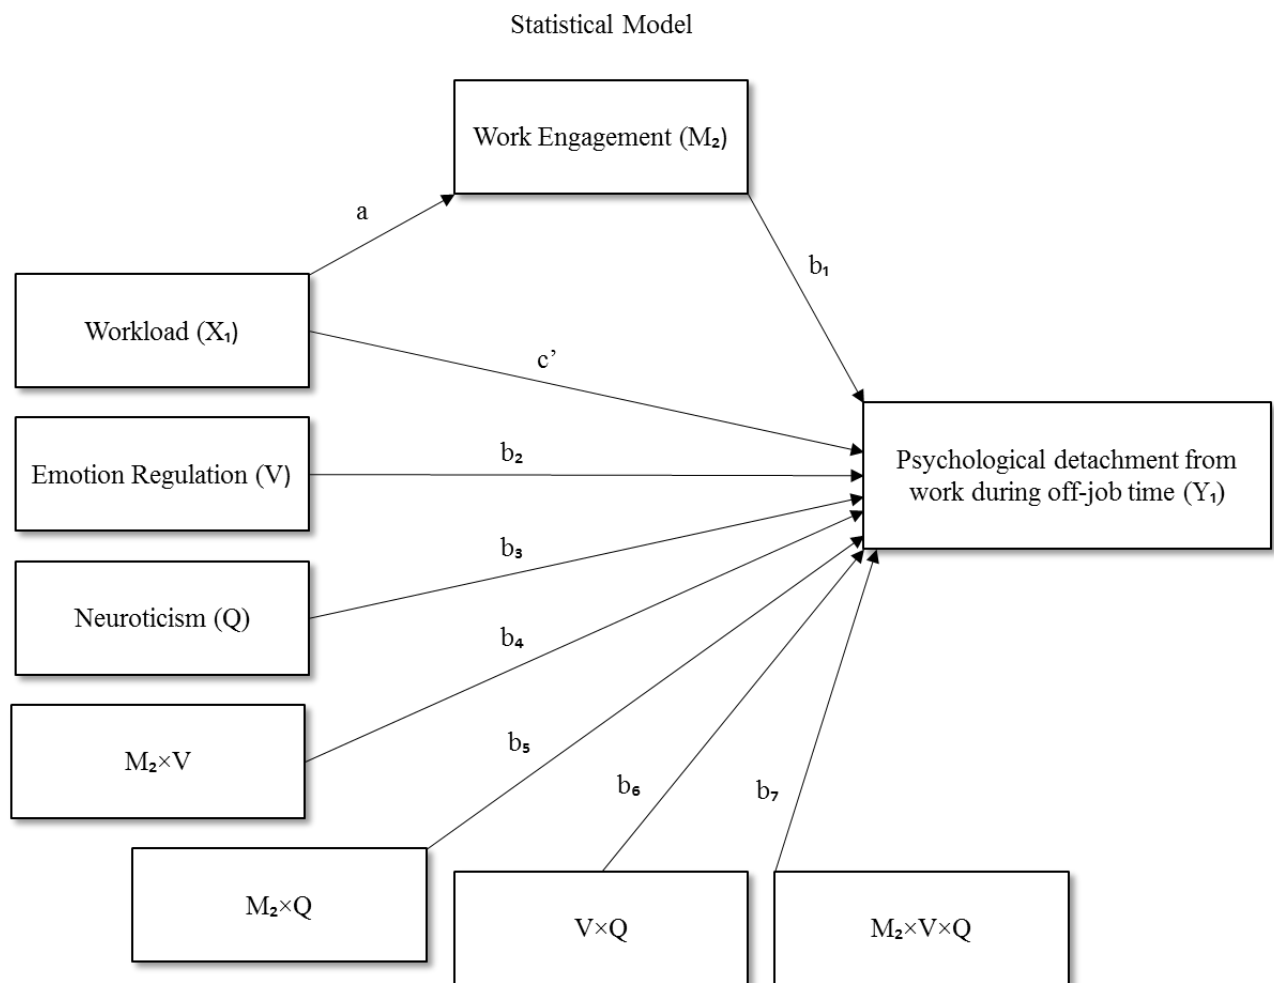 Statistical Model
Work Engagement (M₂)
a
b₁
Workload (X₁)
c’
Emotion Regulation (V)
b₂
Psychological detachment from
work during off-job time (Y₁)
Neuroticism (Q)
b₃
b₄
M₂×V
b₅
b₆
b₇
M₂×Q
V×Q
M₂×V×Q